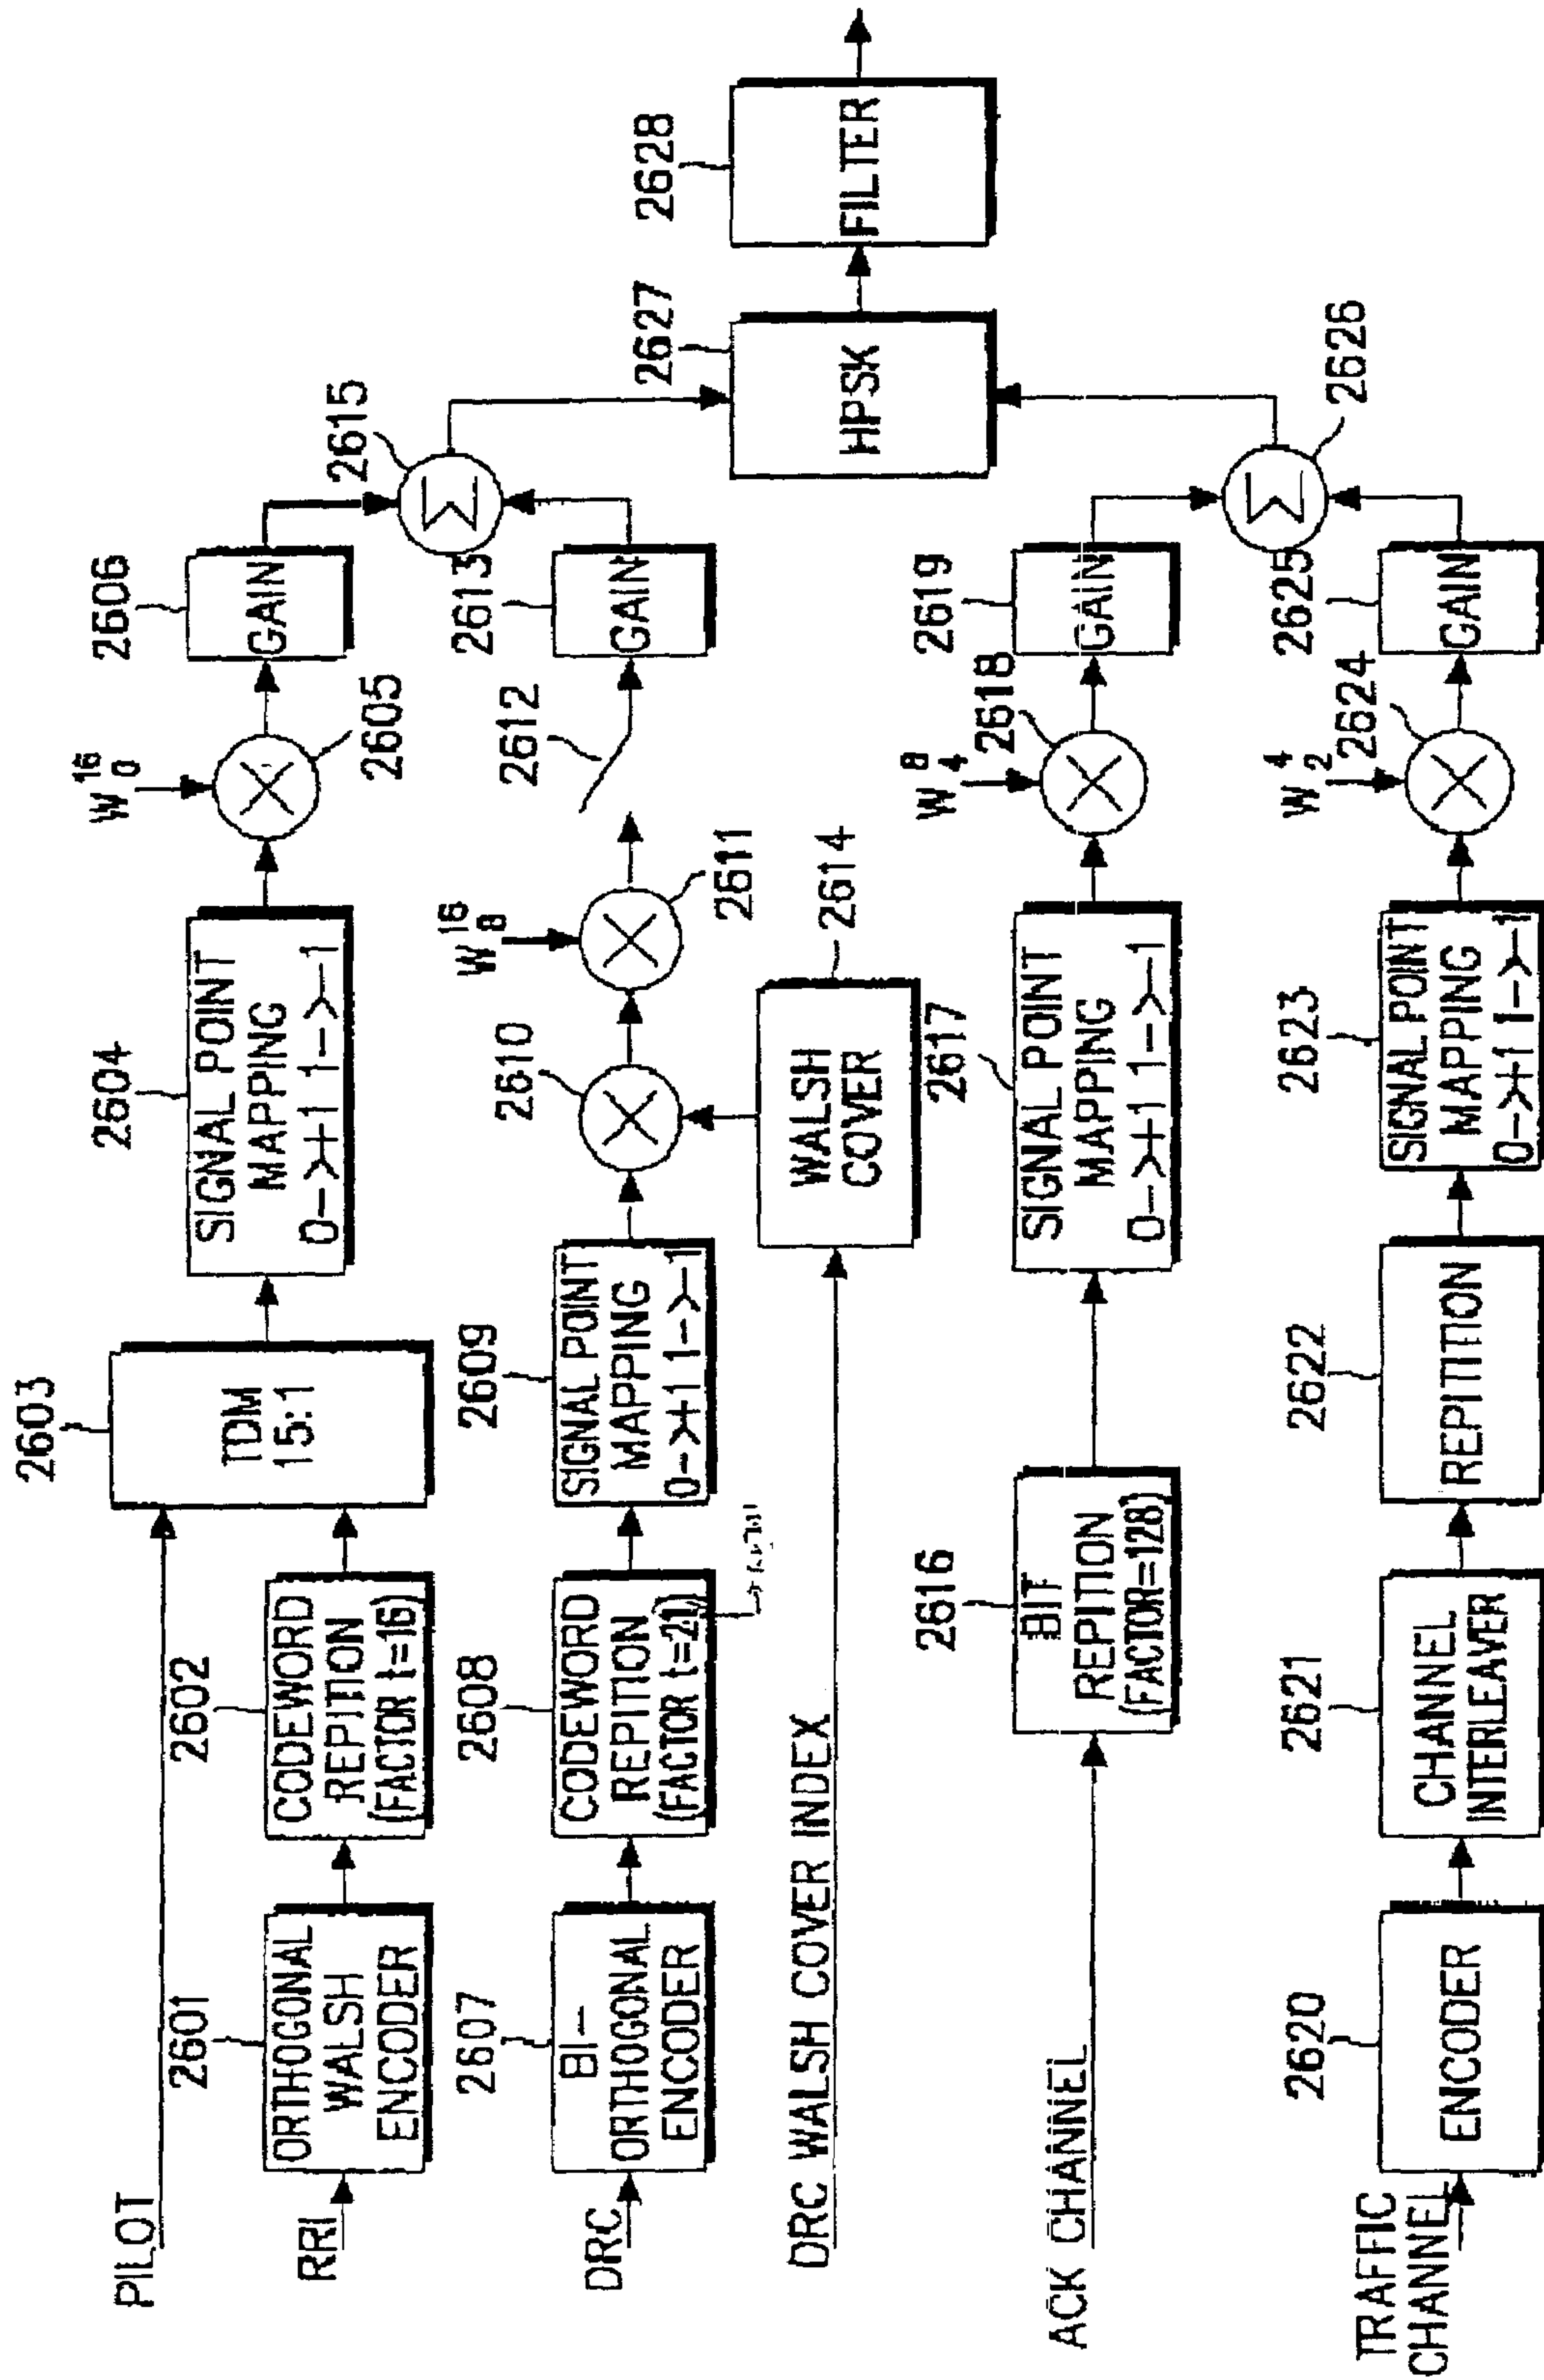 PILOT
RRI
2601
ORTHOGONAL
WALSH
ENCODER
2602
CODEWORD
REPITION
(FACTOR t=16)
2603
TDM
15:1
2604
SIGNAL POINT
MAPPING
0->+1 1->-1
W 16 0
2605
2606
GAIN
2615
Σ
DRC
2607
BI-
ORTHOGONAL
ENCODER
2608
CODEWORD
REPITION
(FACTOR t=21)
2609
SIGNAL POINT
MAPPING
0->+1 1->-1
2610
W 16 8
2611
2612
2613
GAIN
DRC WALSH COVER INDEX
WALSH
COVER
2614
2627
HPSK
2628
FILTER
ACK CHANNEL
2616
BIT
REPITION
(FACTOR=128)
2617
SIGNAL POINT
MAPPING
0->+1 1->-1
W 8 4
2618
2619
GAIN
Σ
2626
TRAFFIC
CHANNEL
2620
ENCODER
2621
CHANNEL
INTERLEAVER
2622
REPITION
2623
SIGNAL POINT
MAPPING
0->+1 1->-1
W 4 2
2624
2625
GAIN